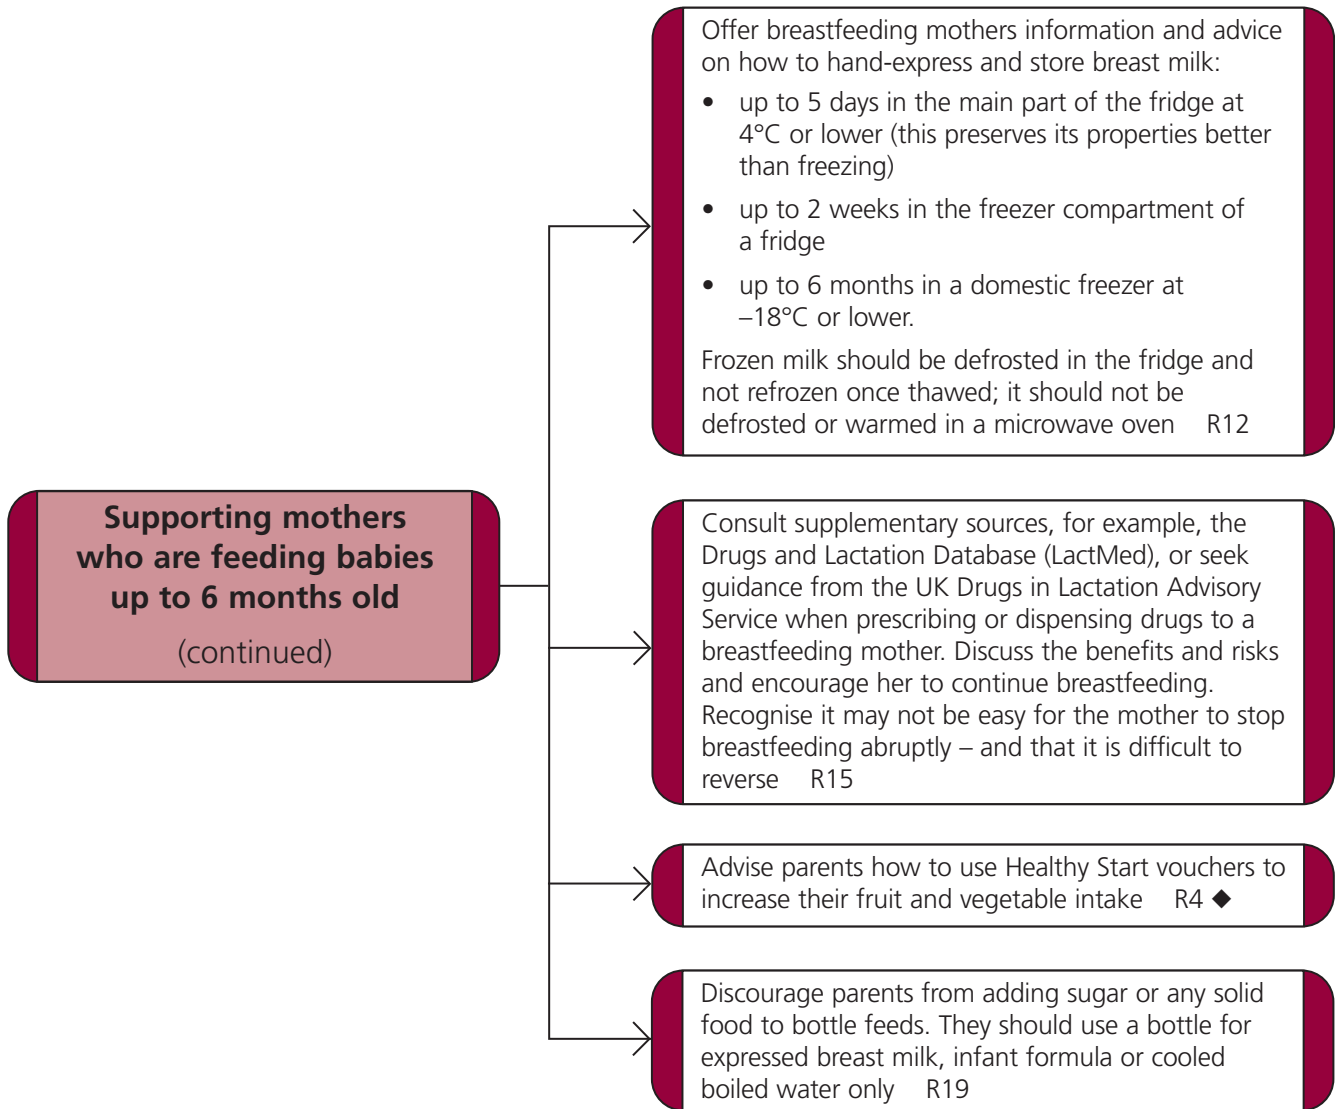 Supporting mothers
who are feeding babies
up to 6 months old
(continued)
Offer breastfeeding mothers information and advice
on how to hand-express and store breast milk:
• up to 5 days in the main part of the fridge at
4°C or lower (this preserves its properties better
than freezing)
• up to 2 weeks in the freezer compartment of
a fridge
• up to 6 months in a domestic freezer at
–18°C or lower.
Frozen milk should be defrosted in the fridge and
not refrozen once thawed; it should not be
defrosted or warmed in a microwave oven R12
Consult supplementary sources, for example, the
Drugs and Lactation Database (LactMed), or seek
guidance from the UK Drugs in Lactation Advisory
Service when prescribing or dispensing drugs to a
breastfeeding mother. Discuss the benefits and risks
and encourage her to continue breastfeeding.
Recognise it may not be easy for the mother to stop
breastfeeding abruptly – and that it is difficult to
reverse R15
Advise parents how to use Healthy Start vouchers to
increase their fruit and vegetable intake R4 ◆
Discourage parents from adding sugar or any solid
food to bottle feeds. They should use a bottle for
expressed breast milk, infant formula or cooled
boiled water only R19